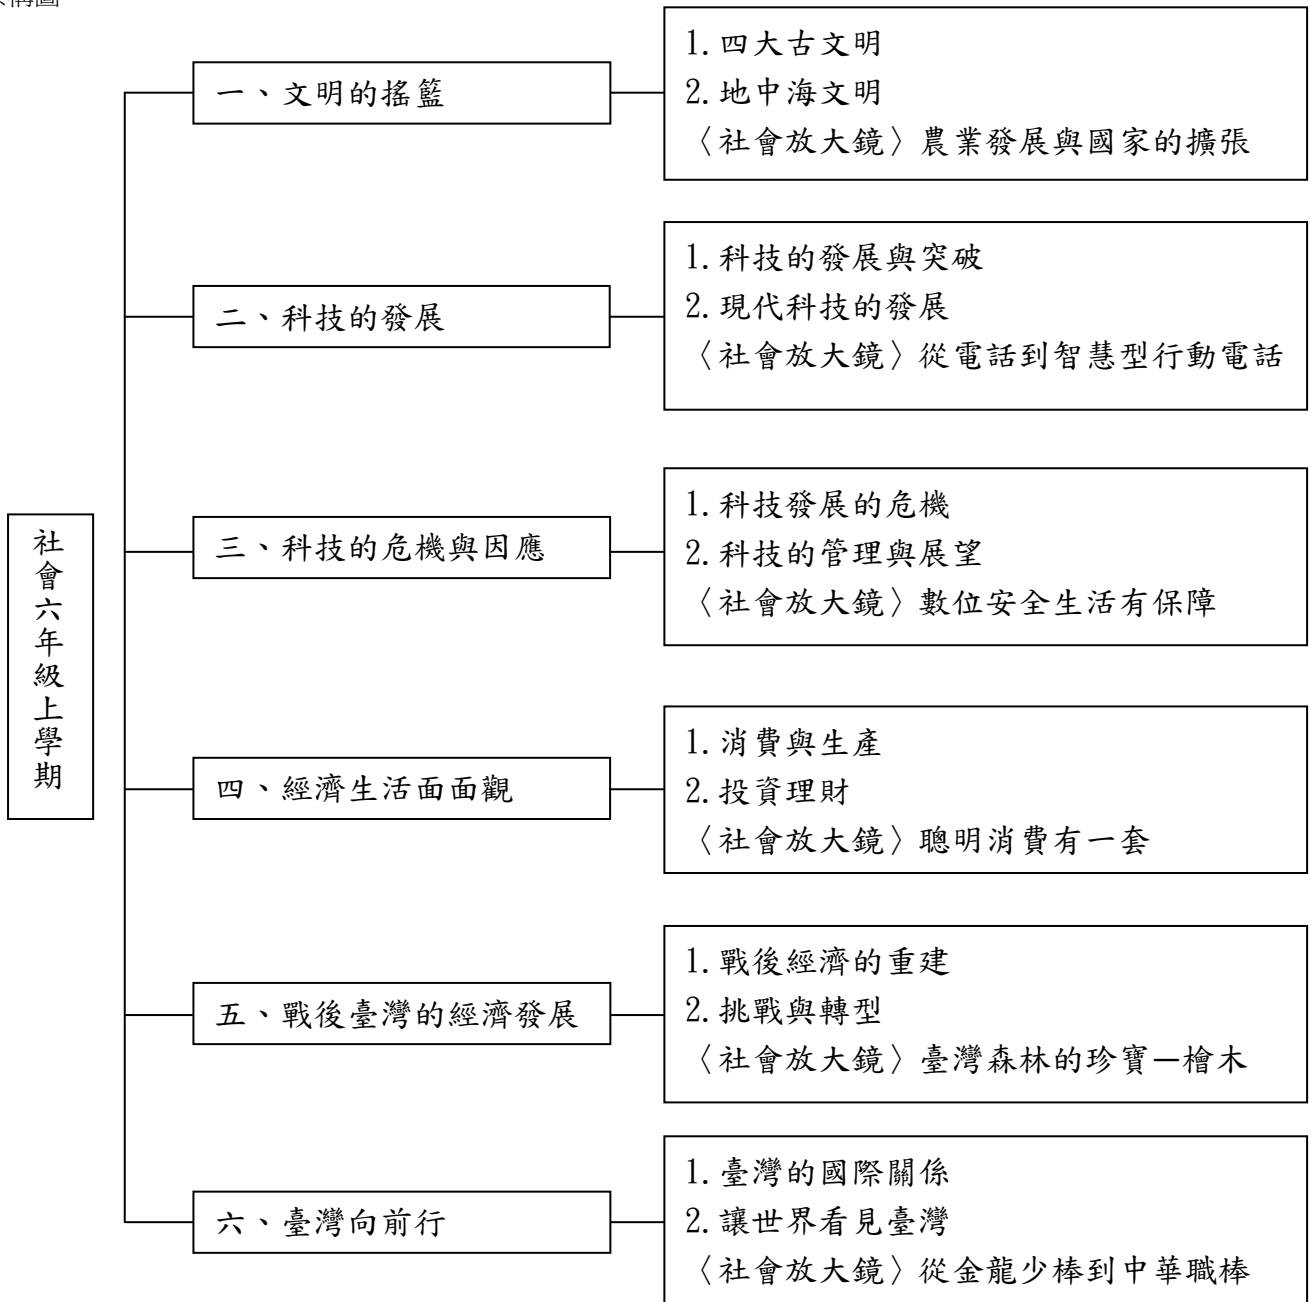 構圖
社會六年級上學期
一、文明的搖籃
1.四大古文明
2.地中海文明
〈社會放大鏡〉農業發展與國家的擴張
二、科技的發展
1.科技的發展與突破
2.現代科技的發展
〈社會放大鏡〉從電話到智慧型行動電話
三、科技的危機與因應
1.科技發展的危機
2.科技的管理與展望
〈社會放大鏡〉數位安全生活有保障
四、經濟生活面面觀
1.消費與生產
2.投資理財
〈社會放大鏡〉聰明消費有一套
五、戰後臺灣的經濟發展
1.戰後經濟的重建
2.挑戰與轉型
〈社會放大鏡〉臺灣森林的珍寶—檜木
六、臺灣向前行
1.臺灣的國際關係
2.讓世界看見臺灣
〈社會放大鏡〉從金龍少棒到中華職棒